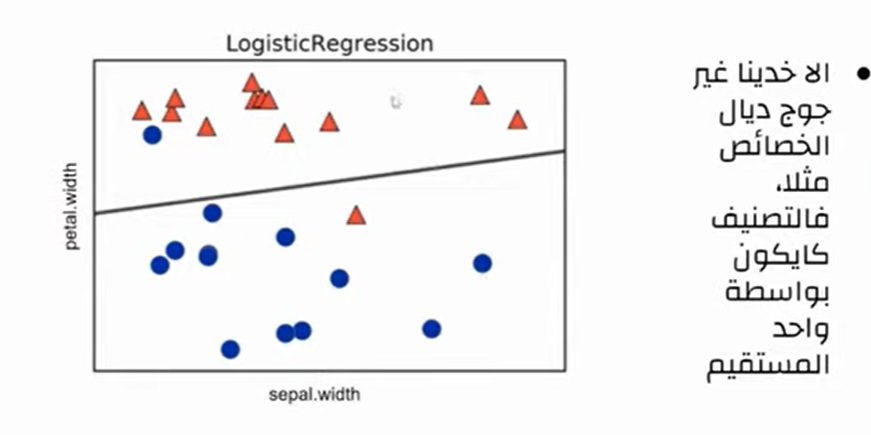 LogisticRegression
petal.width
sepal.width
• الا خدينا غير
جوج ديال
الخصائص
مثلا،
فالتصنيف
كايكون
بواسطة
واحد
المستقيم